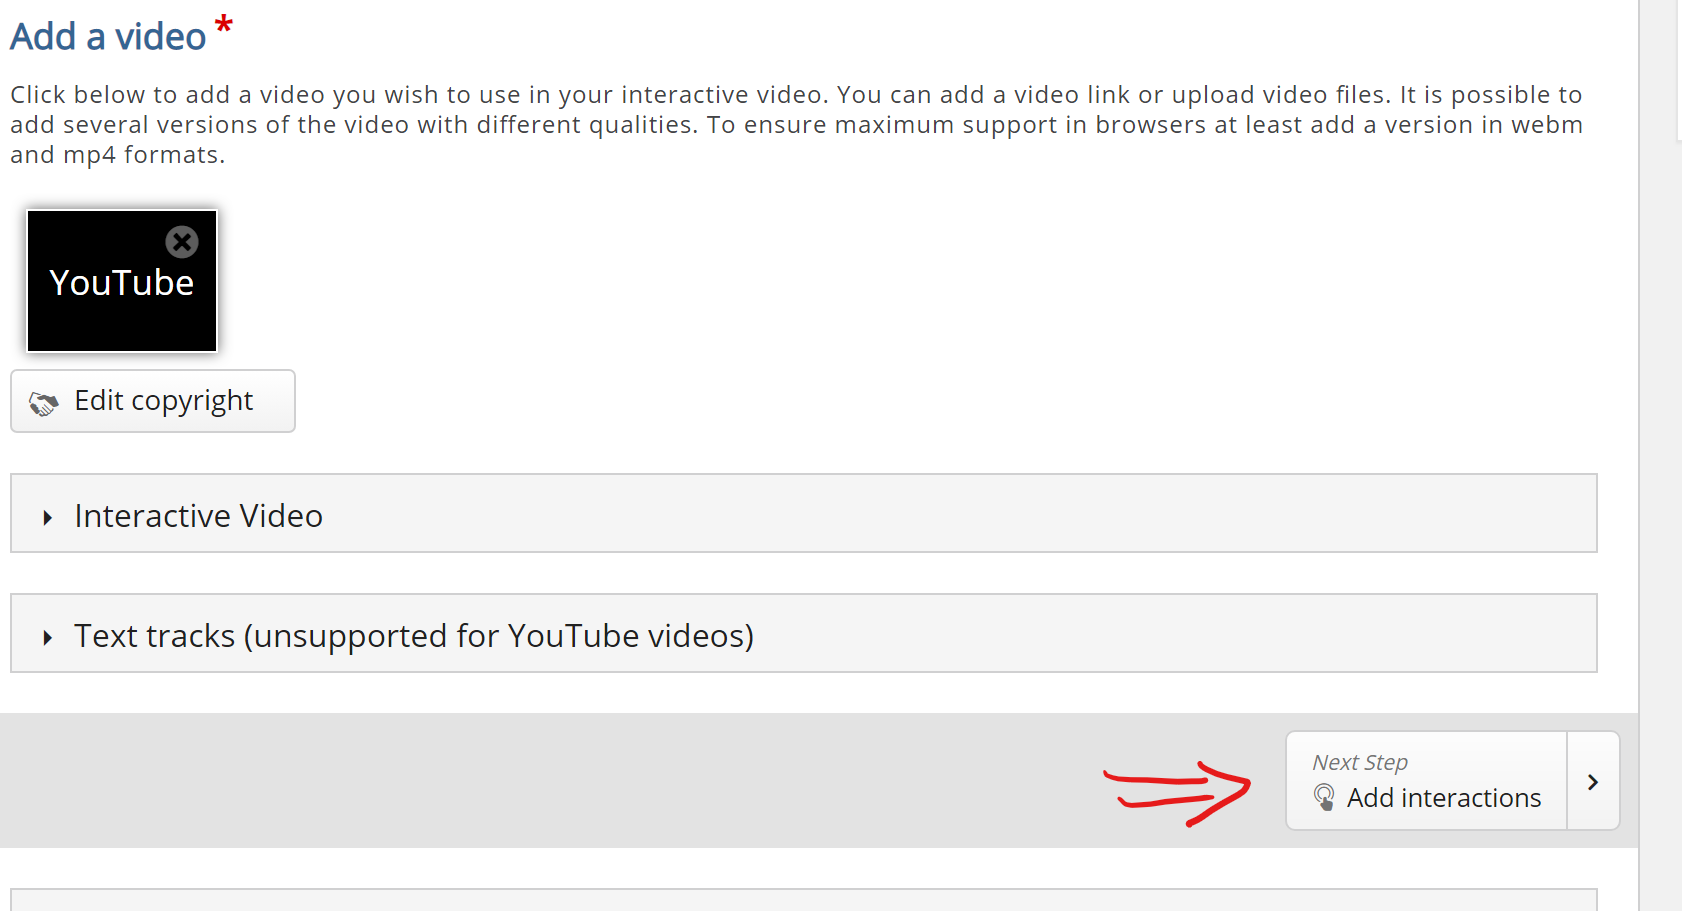 Add a video *
Click below to add a video you wish to use in your interactive video. You can add a video link or upload video files. It is possible to
add several versions of the video with different qualities. To ensure maximum support in browsers at least add a version in webm
and mp4 formats.
YouTube
Edit copyright
Interactive Video
Text tracks (unsupported for YouTube videos)
Next Step
Add interactions